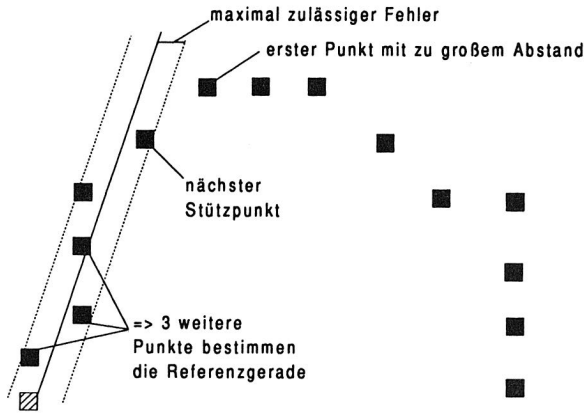 maximal zulässiger Fehler
erster Punkt mit zu großem Abstand
nächster
Stützpunkt
=> 3 weitere
Punkte bestimmen
die Referenzgerade